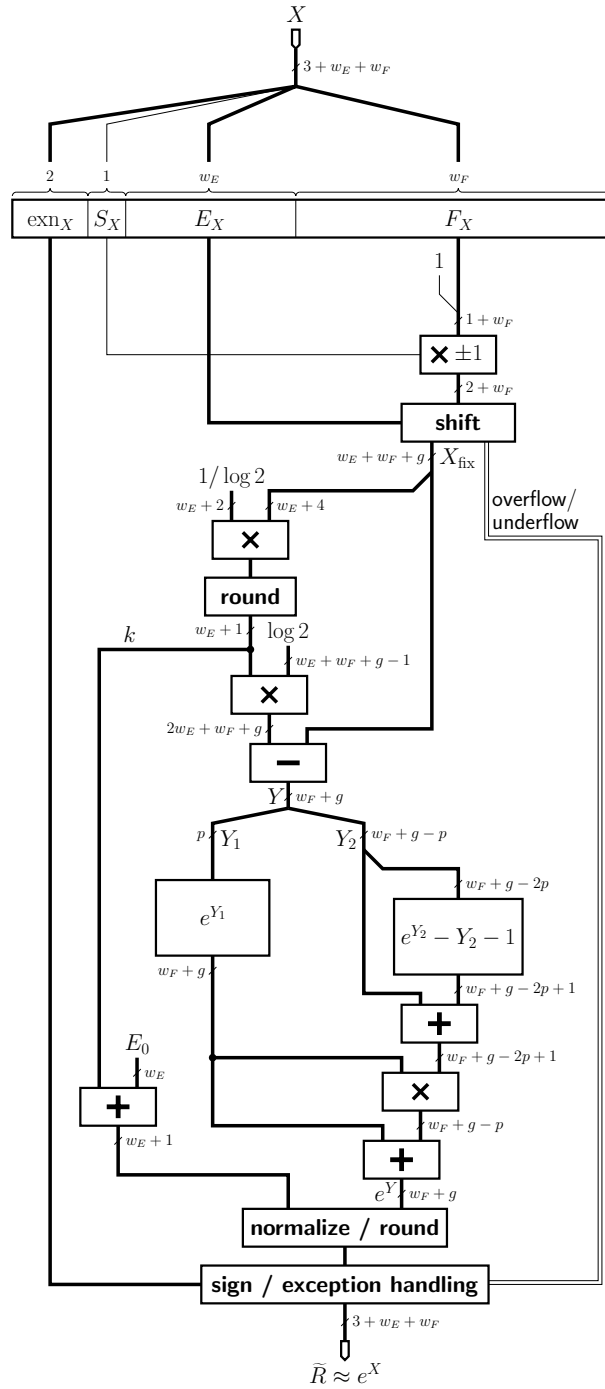 X
3 + w_E + w_F
2 1 w_E w_F
exn_X S_X E_X F_X
1
1 + w_F
× ±1
2 + w_F
shift
w_E + w_F + g X_fix
1/ log 2
w_E + 2 w_E + 4
overflow/
underflow
×
round
w_E + 1 log 2
k
w_E + w_F + g − 1
×
2w_E + w_F + g
−
Y w_F + g
p Y_1 Y_2 w_F + g − p
w_F + g − 2p
e^{Y_1} e^{Y_2} − Y_2 − 1
w_F + g w_F + g − 2p + 1
+
E_0 w_F + g − 2p + 1
w_E
×
+
w_F + g − p
w_E + 1
+
e^Y w_F + g
normalize / round
sign / exception handling
3 + w_E + w_F
R̃ ≈ e^X